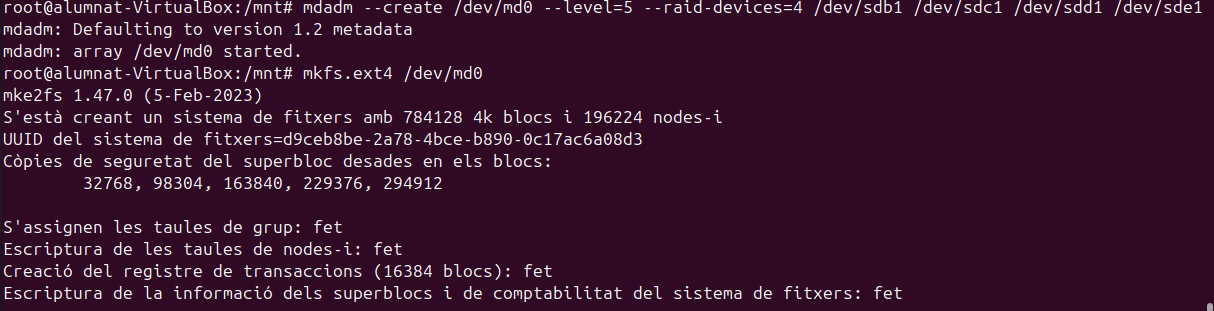 root@alumnat-VirtualBox:/mnt# mdadm --create /dev/md0 --level=5 --raid-devices=4 /dev/sdb1 /dev/sdc1 /dev/sdd1 /dev/sde1
mdadm: Defaulting to version 1.2 metadata
mdadm: array /dev/md0 started.
root@alumnat-VirtualBox:/mnt# mkfs.ext4 /dev/md0
mke2fs 1.47.0 (5-Feb-2023)
S'està creant un sistema de fitxers amb 784128 4k blocs i 196224 nodes-i
UUID del sistema de fitxers=d9ceb8be-2a78-4bce-b890-0c17ac6a08d3
Còpies de seguretat del superbloc desades en els blocs:
        32768, 98304, 163840, 229376, 294912

S'assignen les taules de grup: fet
Escriptura de les taules de nodes-i: fet
Creació del registre de transaccions (16384 blocs): fet
Escriptura de la informació dels superblocs i de comptabilitat del sistema de fitxers: fet